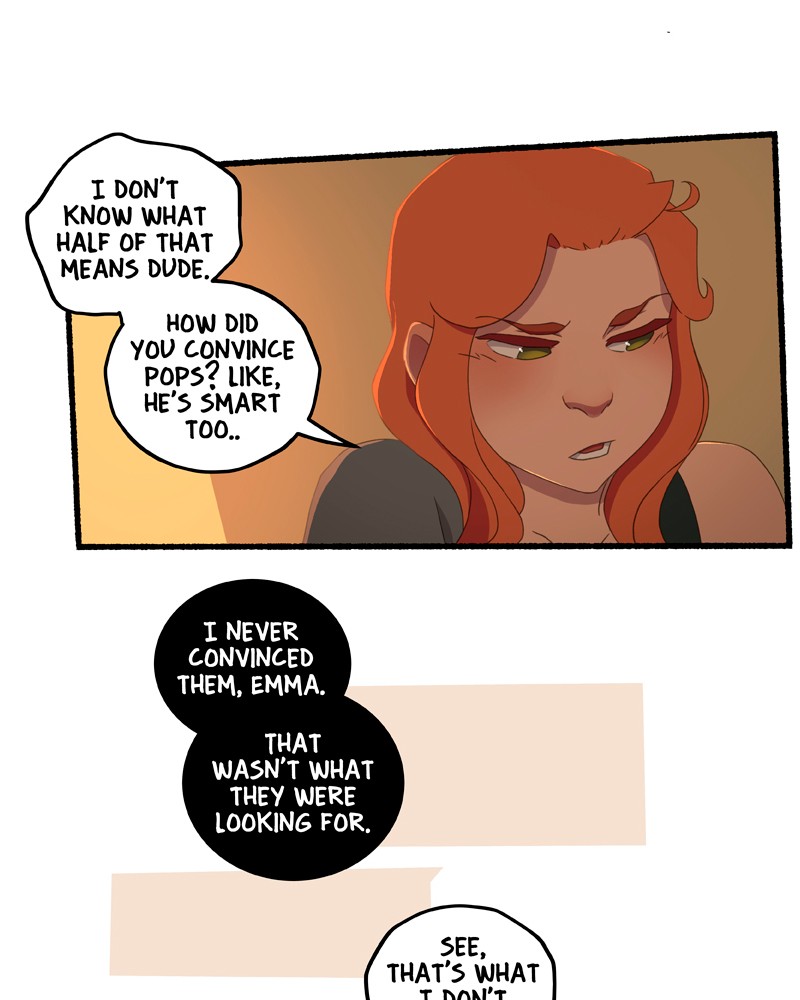 I DON'T
KNOW WHAT
HALF OF THAT
MEANS DUDE.
HOW DID
YOU CONVINCE
POPS? LIKE,
HE'S SMART
TOO..
I NEVER
CONVINCED
THEM, EMMA.
THAT
WASN'T WHAT
THEY WERE
LOOKING FOR.
SEE,
THAT'S WHAT
I DON'T